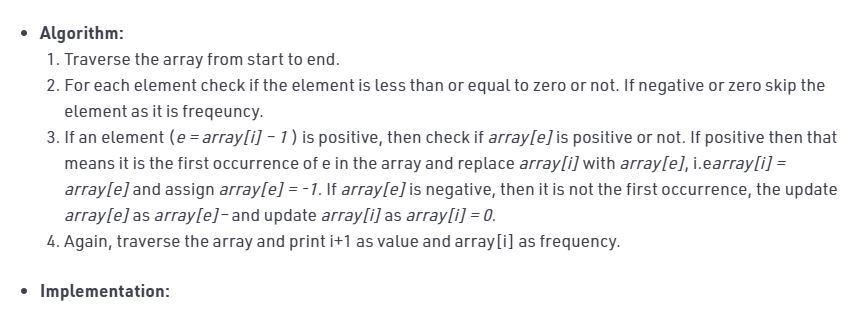 • Algorithm:
1. Traverse the array from start to end.
2. For each element check if the element is less than or equal to zero or not. If negative or zero skip the
element as it is freqeuncy.
3. If an element (e = array[i] – 1 ) is positive, then check if array[e] is positive or not. If positive then that
means it is the first occurrence of e in the array and replace array[i] with array[e], i.earray[i] =
array[e] and assign array[e] = -1. If array[e] is negative, then it is not the first occurrence, the update
array[e] as array[e]– and update array[i] as array[i] = 0.
4. Again, traverse the array and print i+1 as value and array[i] as frequency.
• Implementation: